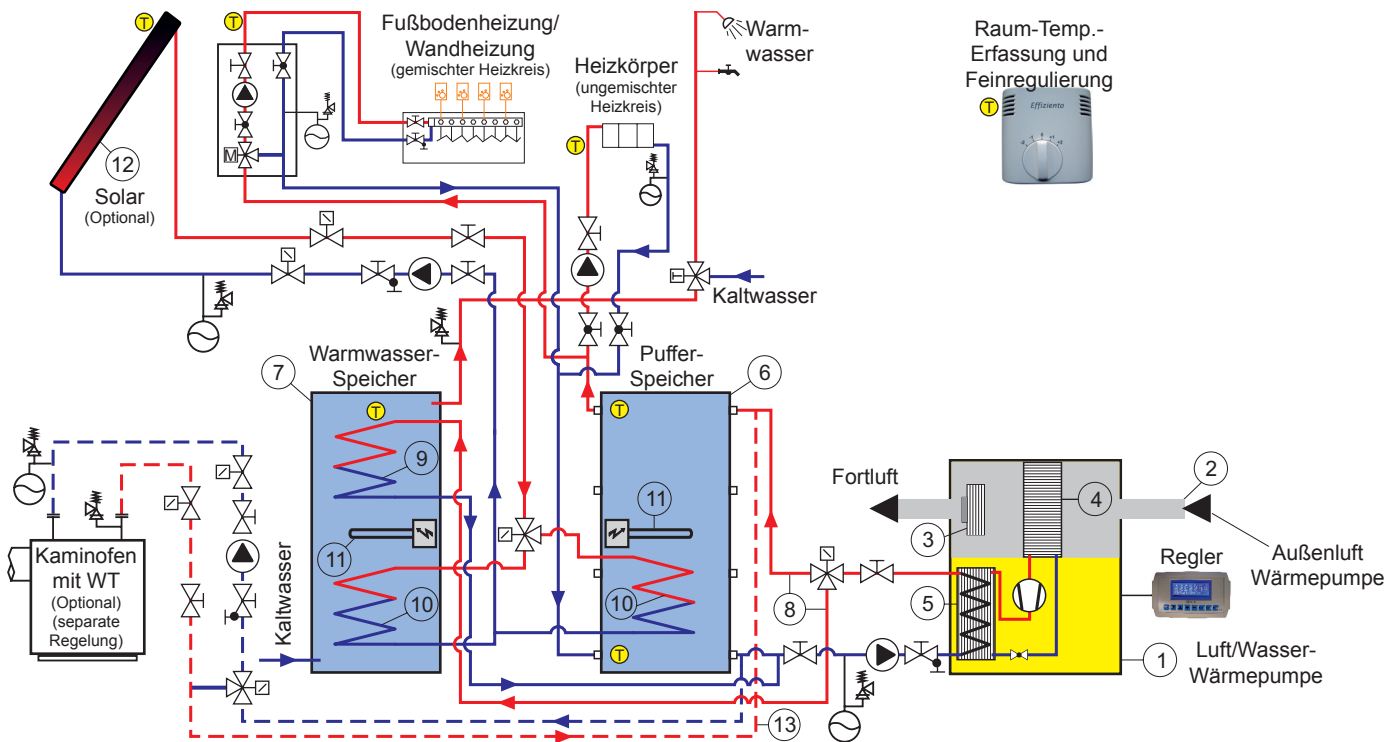 T
T
Fußbodenheizung/
Wandheizung
(gemischter Heizkreis)
Heizkörper
(ungemischter
Heizkreis)
Warm-
wasser
Raum-Temp.-
Erfassung und
Feinregulierung
T
Effiziento
T
M
12
Solar
(Optional)
Kaltwasser
Warmwasser-
Speicher
7
Puffer-
Speicher
6
T
T
9
11
11
10
10
T
Kaminofen
mit WT
(Optional)
(separate
Regelung)
Kaltwasser
8
13
Fortluft
2
4
3
5
Außenluft
Wärmepumpe
Regler
1
Luft/Wasser-
Wärmepumpe